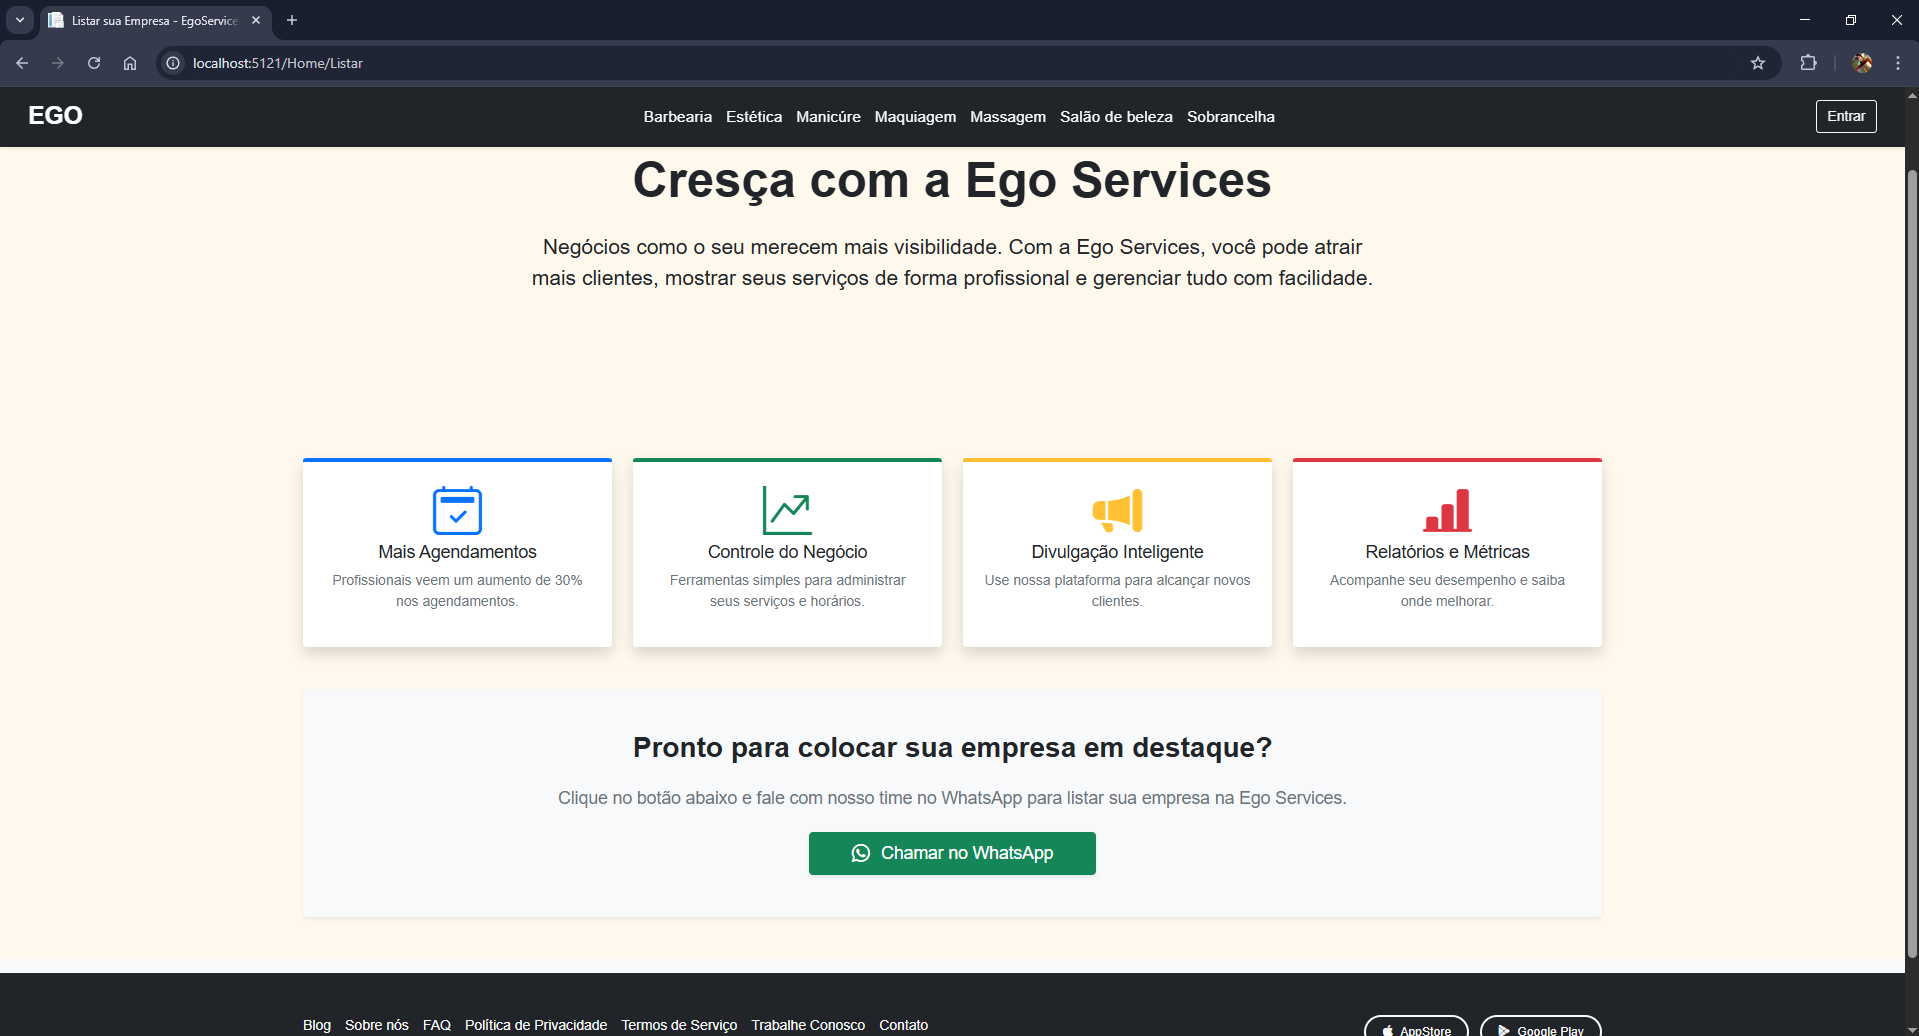 Listar sua Empresa - EgoService
localhost:5121/Home/Listar
EGO
Barbearia Estética Manicúre Maquiagem Massagem Salão de beleza Sobrancelha
Entrar
Cresça com a Ego Services
Negócios como o seu merecem mais visibilidade. Com a Ego Services, você pode atrair
mais clientes, mostrar seus serviços de forma profissional e gerenciar tudo com facilidade.
Mais Agendamentos
Profissionais veem um aumento de 30%
nos agendamentos.
Controle do Negócio
Ferramentas simples para administrar
seus serviços e horários.
Divulgação Inteligente
Use nossa plataforma para alcançar novos
clientes.
Relatórios e Métricas
Acompanhe seu desempenho e saiba
onde melhorar.
Pronto para colocar sua empresa em destaque?
Clique no botão abaixo e fale com nosso time no WhatsApp para listar sua empresa na Ego Services.
Chamar no WhatsApp
Blog Sobre nós FAQ Política de Privacidade Termos de Serviço Trabalhe Conosco Contato
AppStore
Google Play